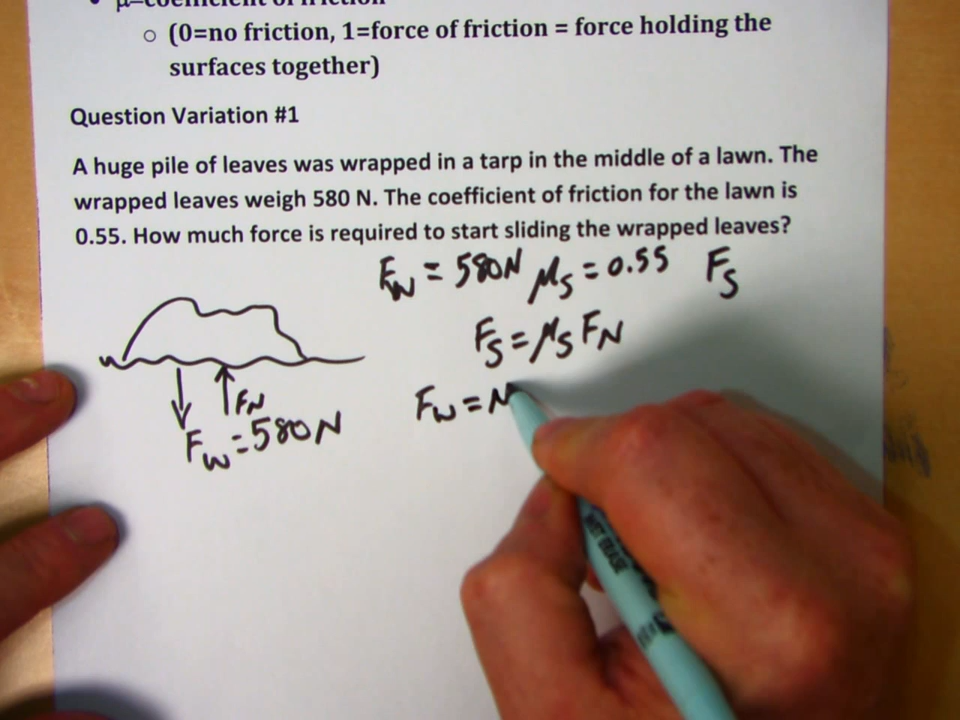 • μ=coefficient of friction
○ (0=no friction, 1=force of friction = force holding the
surfaces together)
Question Variation #1
A huge pile of leaves was wrapped in a tarp in the middle of a lawn. The
wrapped leaves weigh 580 N. The coefficient of friction for the lawn is
0.55. How much force is required to start sliding the wrapped leaves?
Fw = 580N μs = 0.55 Fs
Fs = μs FN
FN
Fw =
Fw = 580N